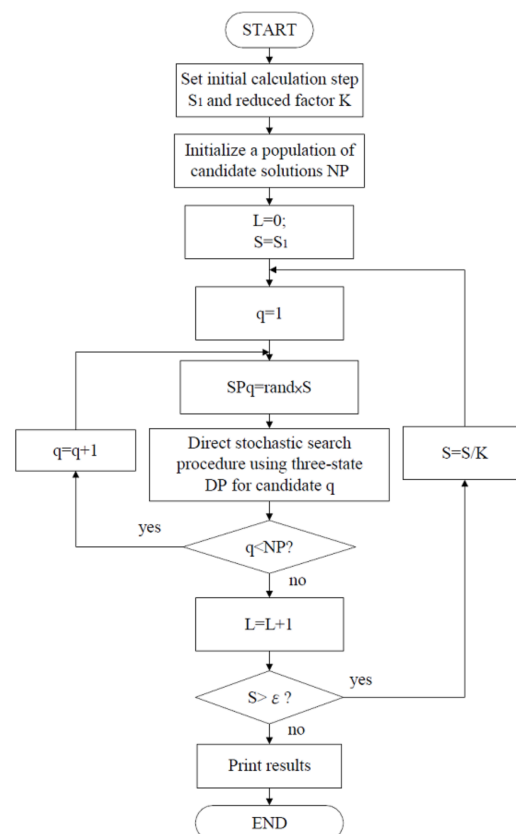 START
Set initial calculation step
S1 and reduced factor K
Initialize a population of
candidate solutions NP
L=0;
S=S1
q=1
SPq=rand×S
q=q+1
Direct stochastic search
procedure using three-state
DP for candidate q
S=S/K
yes
q<NP?
no
L=L+1
S> ε ?
yes
no
Print results
END